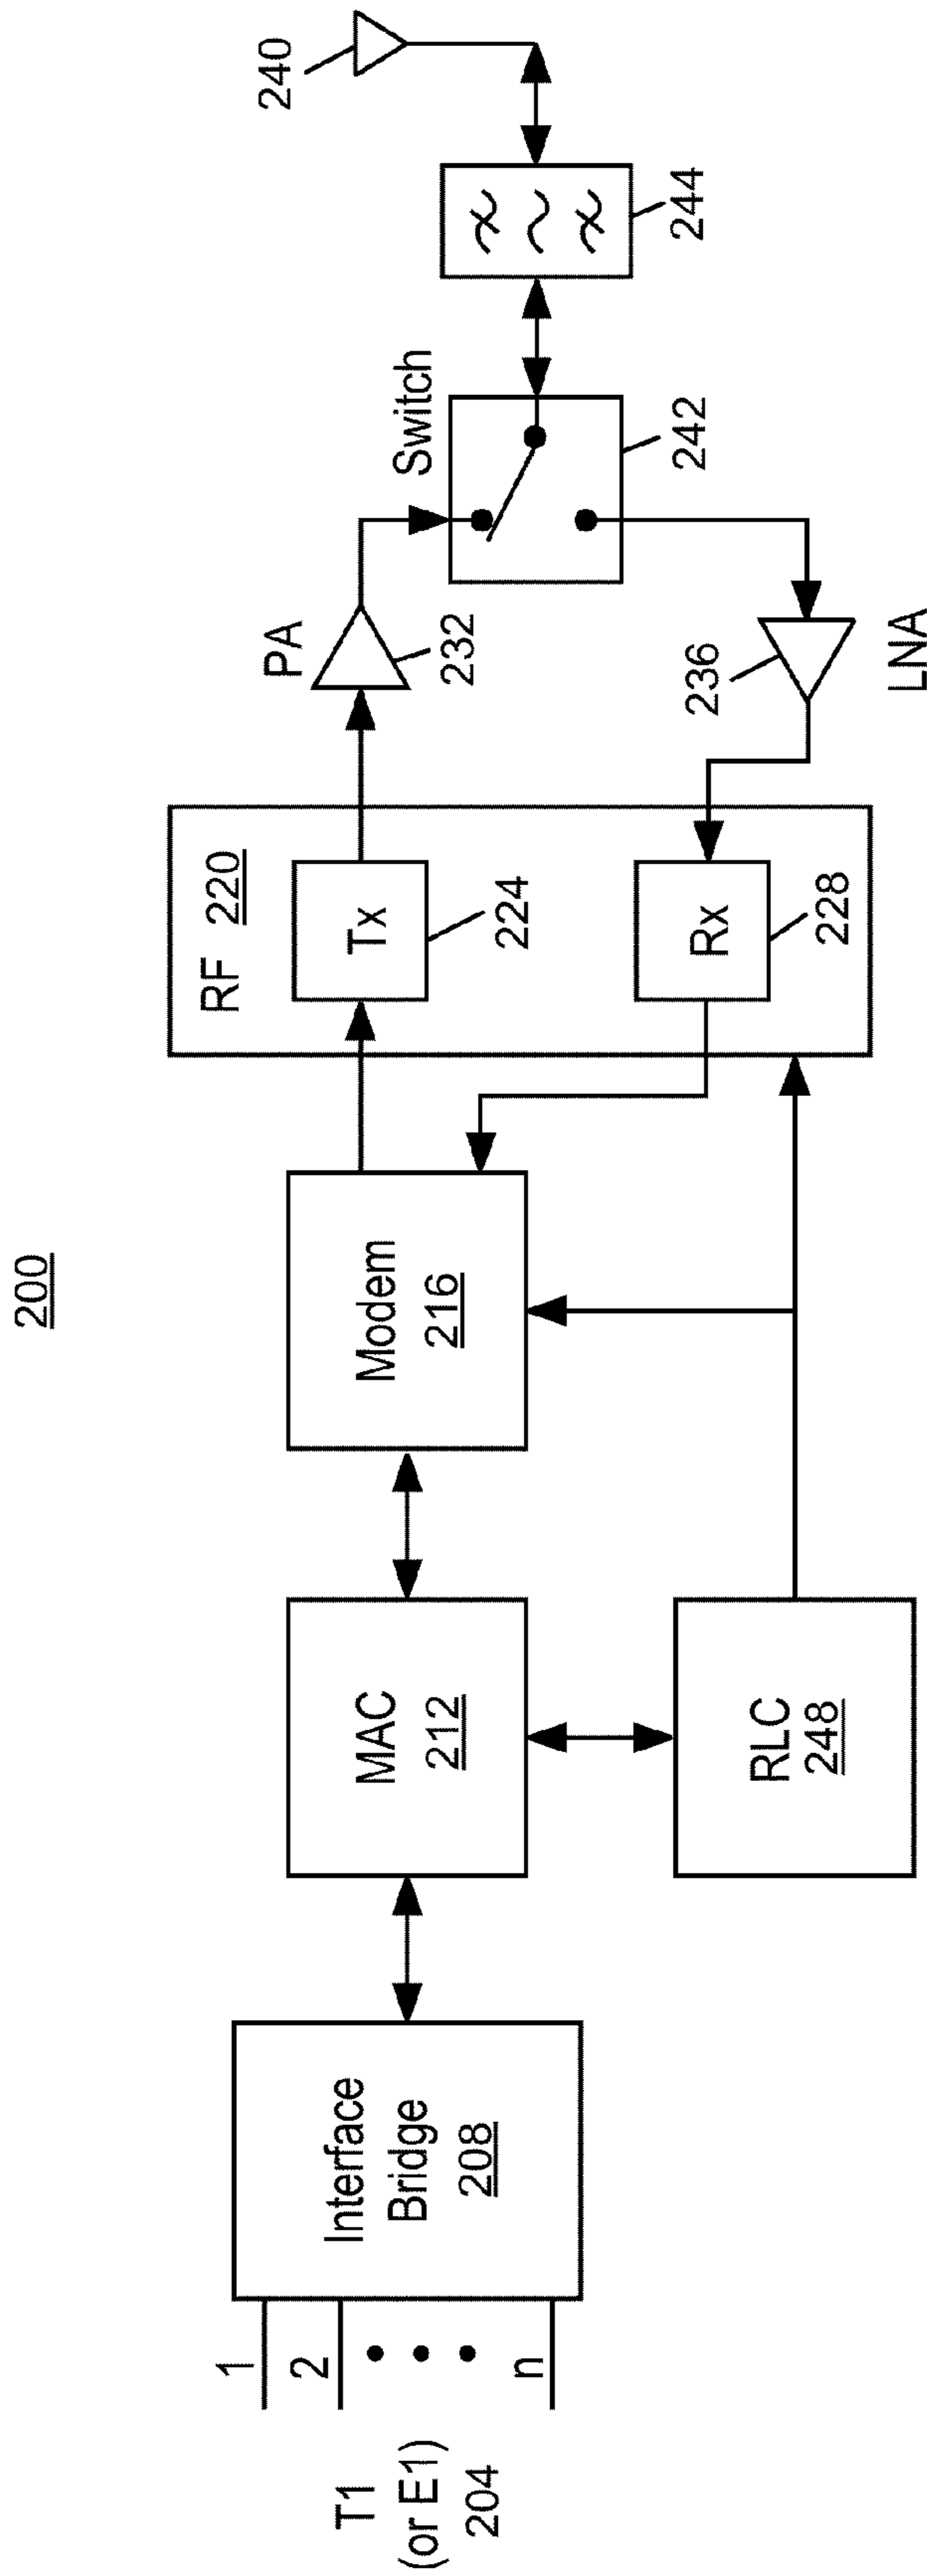 200
T1
(or E1)
204
1
2
n
Interface
Bridge
208
MAC
212
RLC
248
Modem
216
RF 220
Tx
224
Rx
228
PA
232
236
LNA
Switch
242
244
240